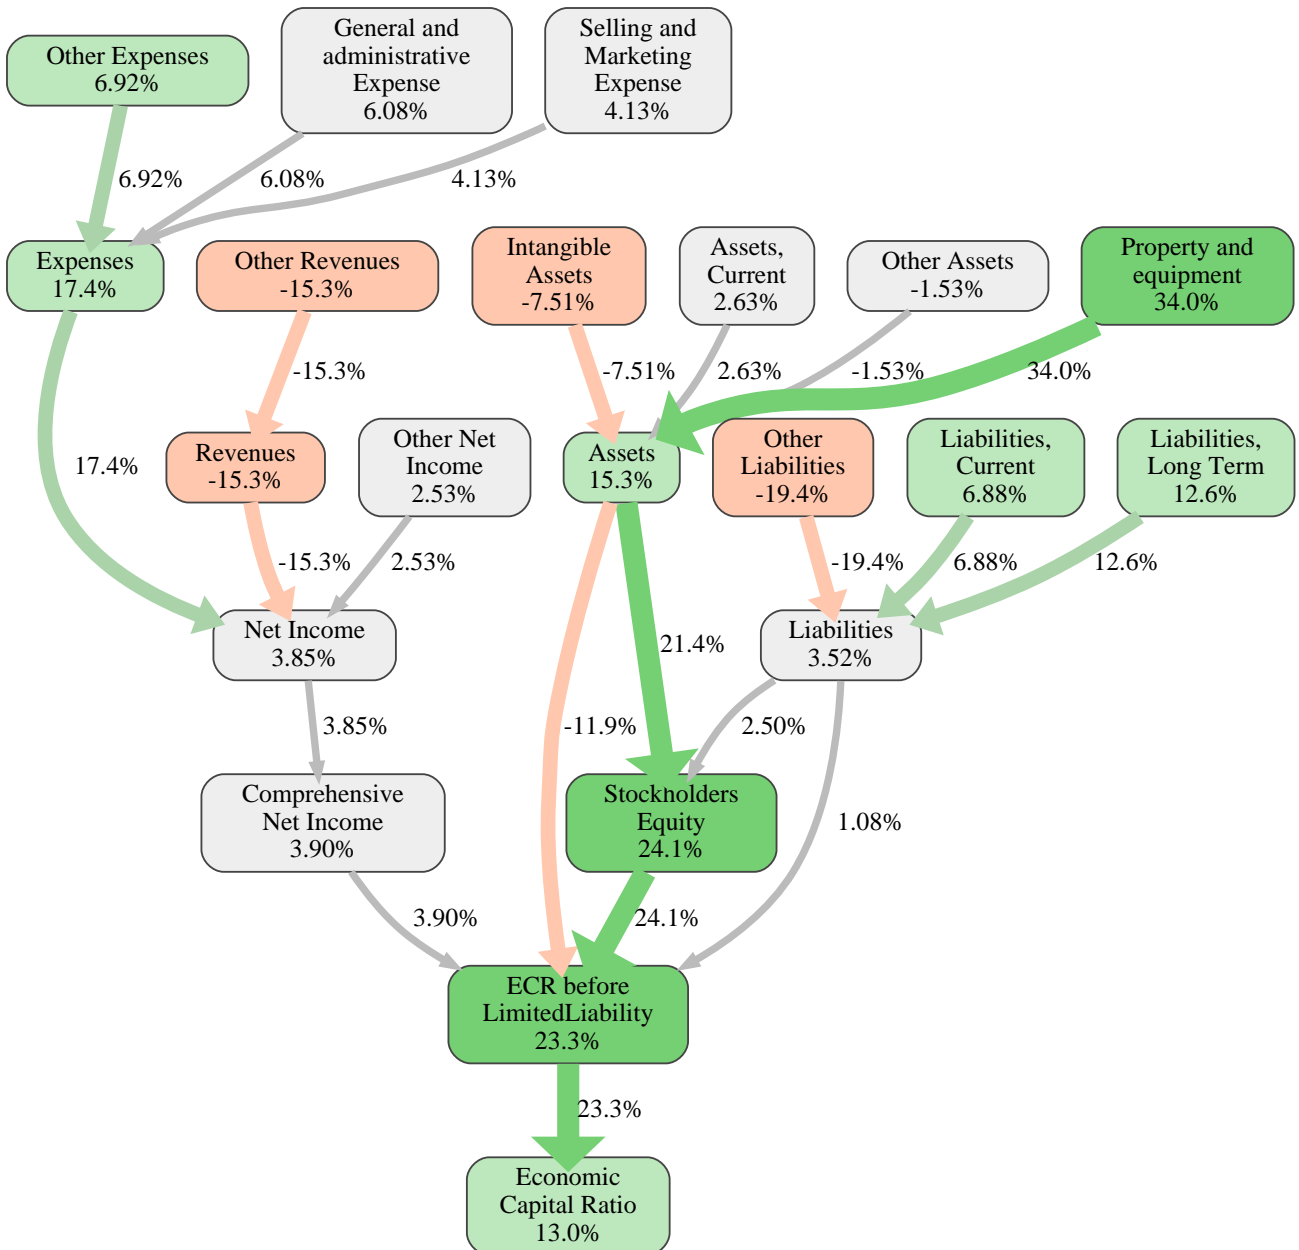 Other Expenses
6.92%
General and
administrative
Expense
6.08%
Selling and
Marketing
Expense
4.13%
6.92%
6.08%
4.13%
Expenses
17.4%
Other Revenues
-15.3%
Intangible
Assets
-7.51%
Assets,
Current
2.63%
Other Assets
-1.53%
Property and
equipment
34.0%
-15.3%
-7.51%
2.63%
-1.53%
34.0%
17.4%
Revenues
-15.3%
Other Net
Income
2.53%
Assets
15.3%
Other
Liabilities
-19.4%
Liabilities,
Current
6.88%
Liabilities,
Long Term
12.6%
-15.3%
2.53%
-19.4%
6.88%
12.6%
Net Income
3.85%
21.4%
Liabilities
3.52%
3.85%
-11.9%
2.50%
Comprehensive
Net Income
3.90%
Stockholders
Equity
24.1%
1.08%
3.90%
24.1%
ECR before
LimitedLiability
23.3%
23.3%
Economic
Capital Ratio
13.0%